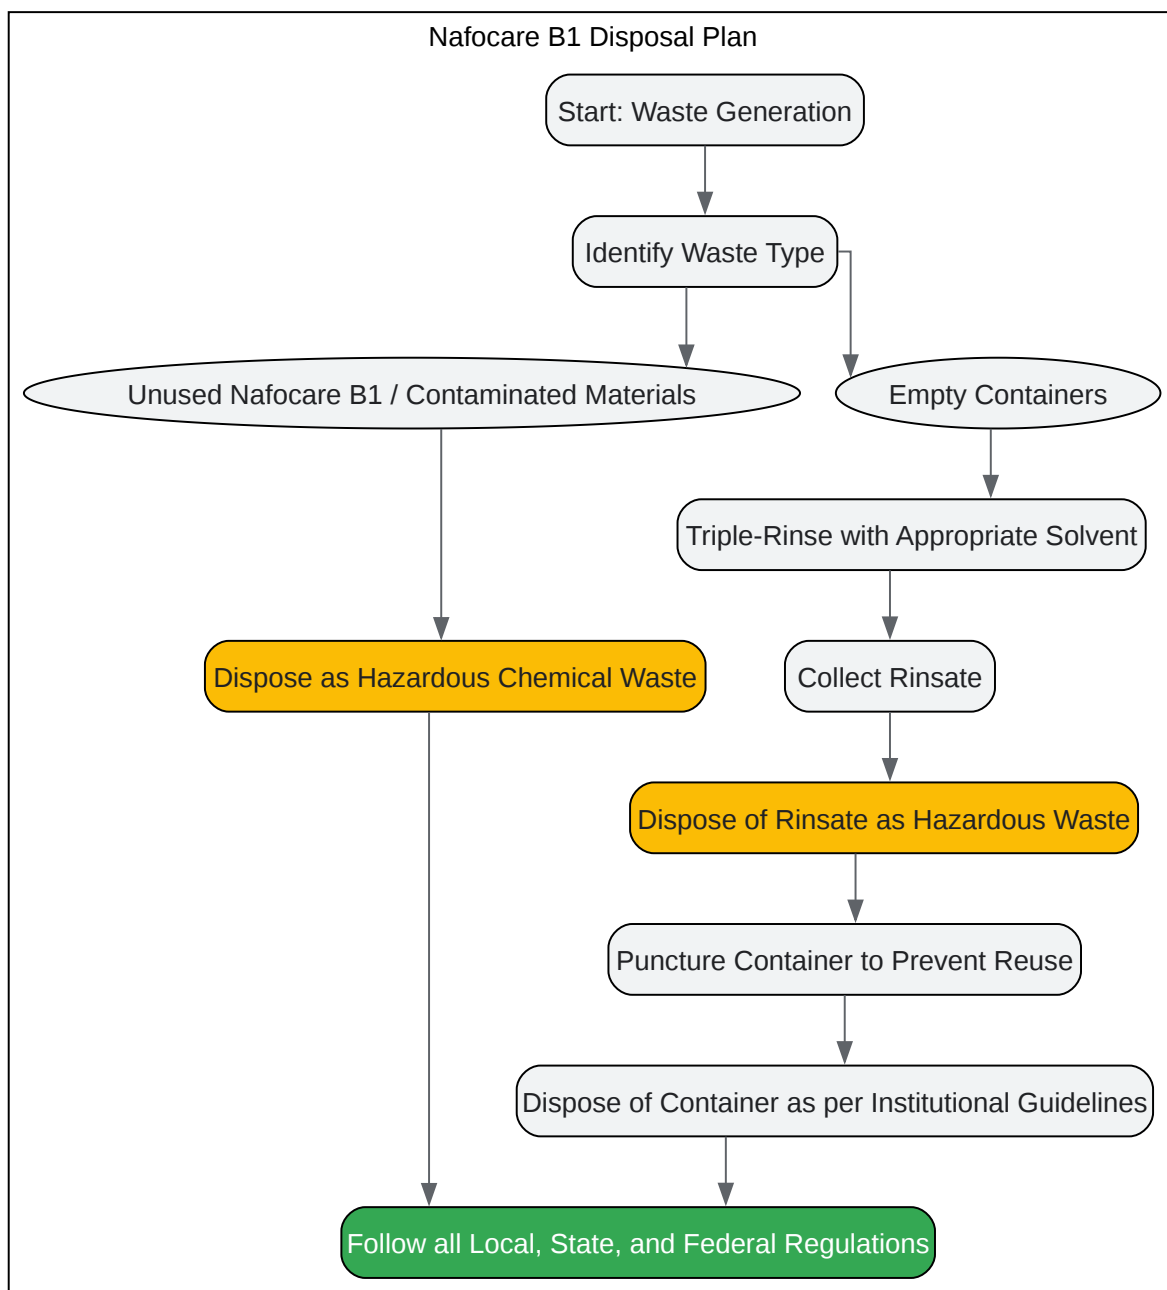 Nafocare B1 Disposal Plan
Start: Waste Generation
Identify Waste Type
Unused Nafocare B1 / Contaminated Materials
Empty Containers
Triple-Rinse with Appropriate Solvent
Dispose as Hazardous Chemical Waste
Collect Rinsate
Dispose of Rinsate as Hazardous Waste
Puncture Container to Prevent Reuse
Dispose of Container as per Institutional Guidelines
Follow all Local, State, and Federal Regulations